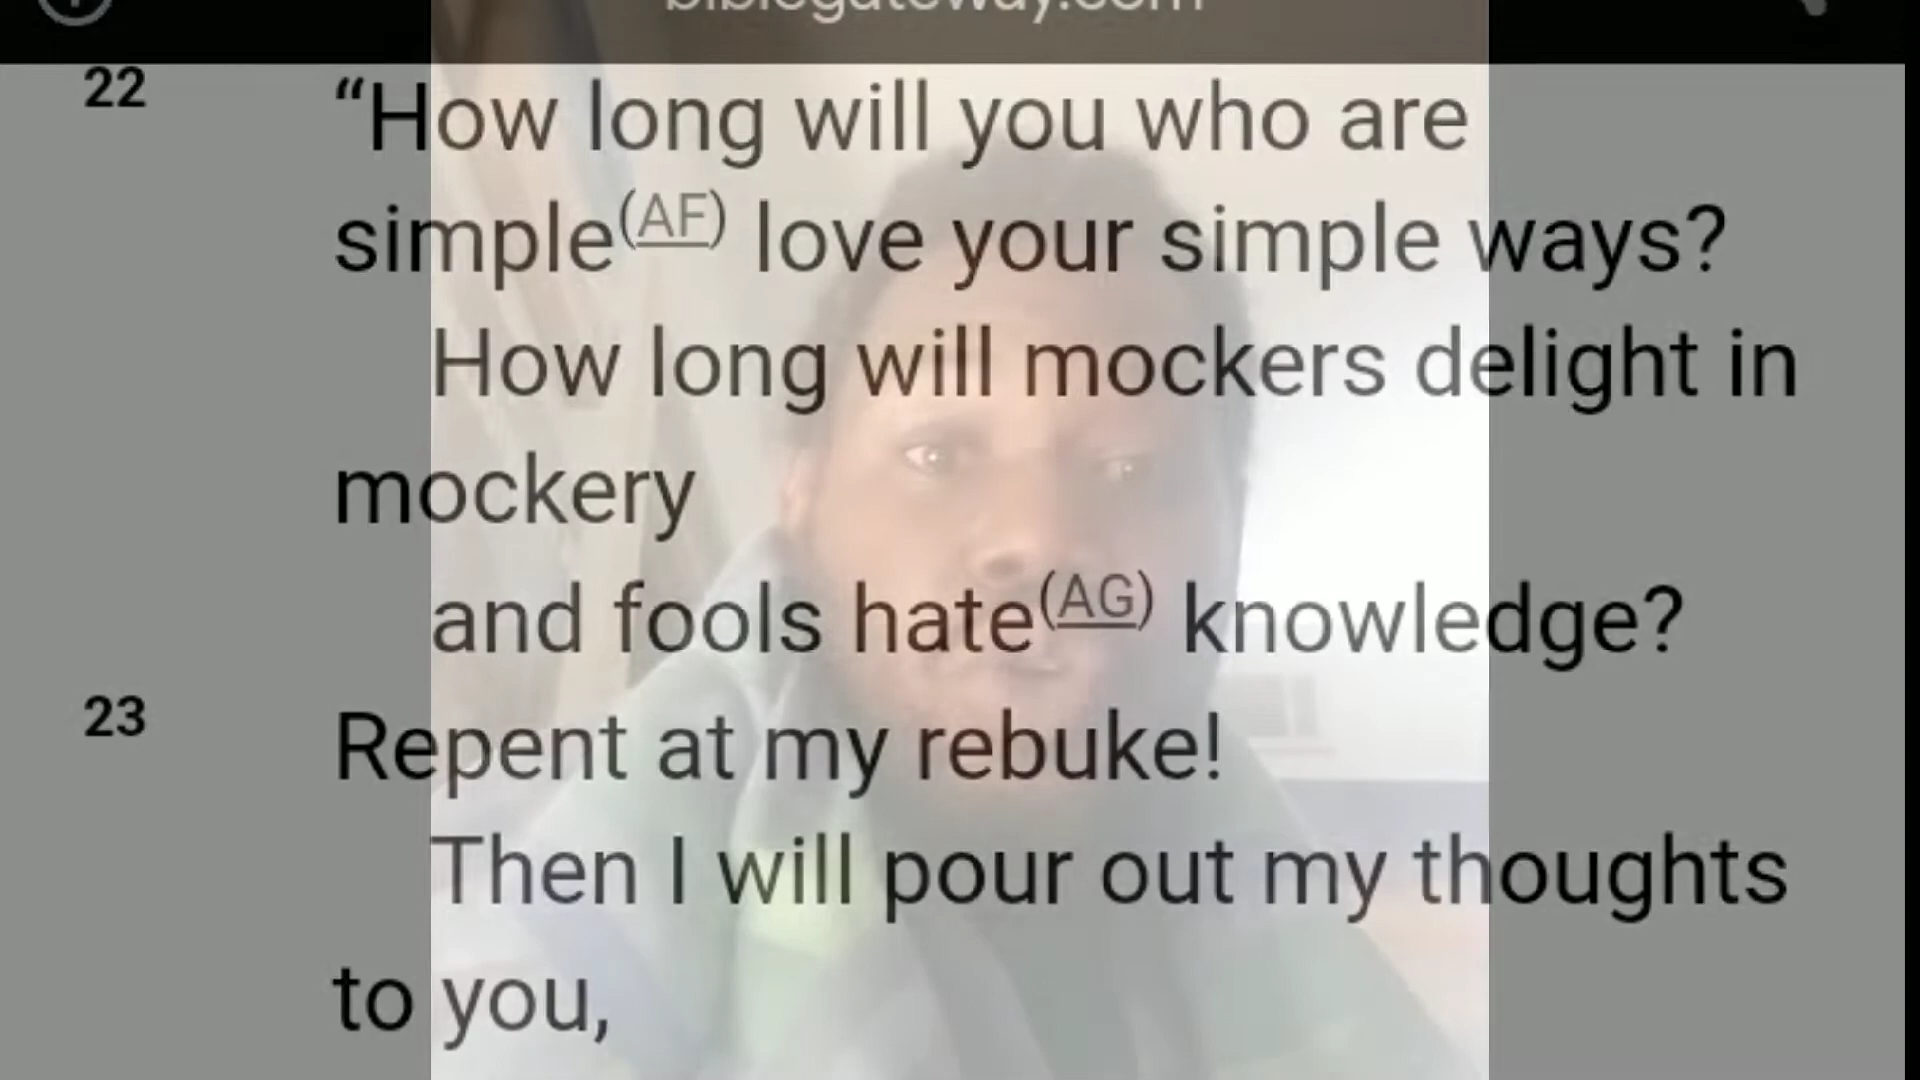 biblegateway.com
22 “How long will you who are
simple(AF) love your simple ways?
How long will mockers delight in
mockery
and fools hate(AG) knowledge?
23 Repent at my rebuke!
Then I will pour out my thoughts
to you,